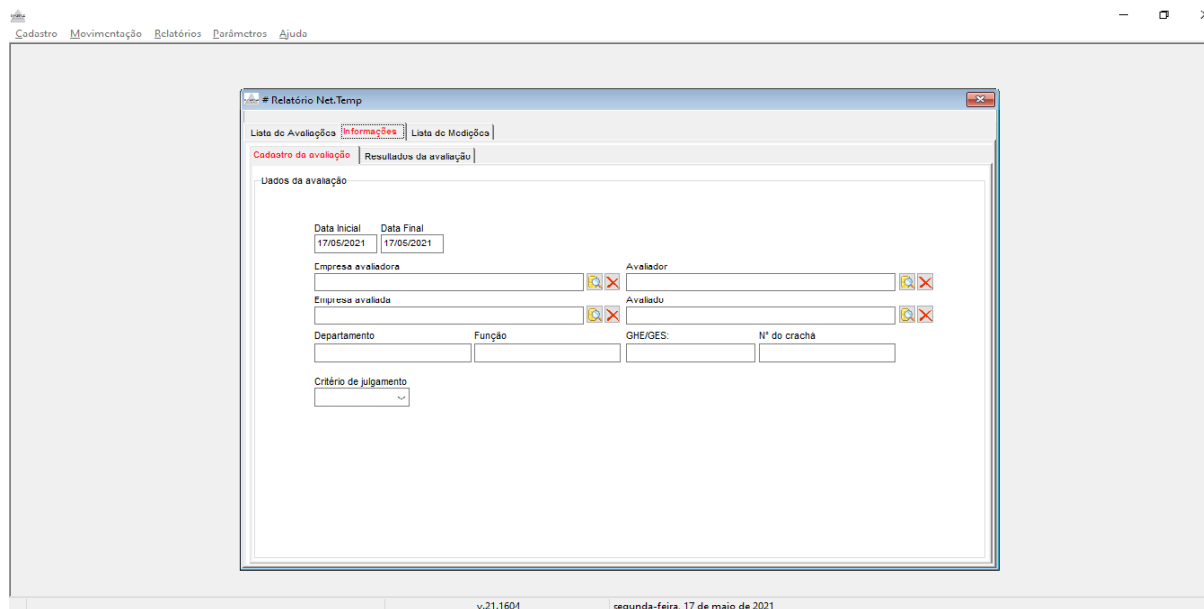 Cadastro Movimentação Relatórios Parâmetros Ajuda
# Relatório Net.Temp
Lista de Avaliações Informações Lista de Medições
Cadastro da avaliação Resultados da avaliação
Dados da avaliação
Data Inicial Data Final
17/05/2021 17/05/2021
Empresa avaliadora Avaliador
Empresa avaliada Avaliado
Departamento Função GHE/GES: N° do crachá
Critério de julgamento
v.21.1604 segunda-feira, 17 de maio de 2021